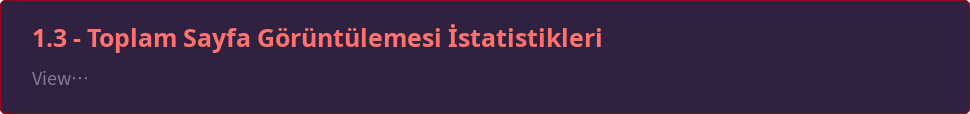 1.3 - Toplam Sayfa Görüntülemesi İstatistikleri
View⋯